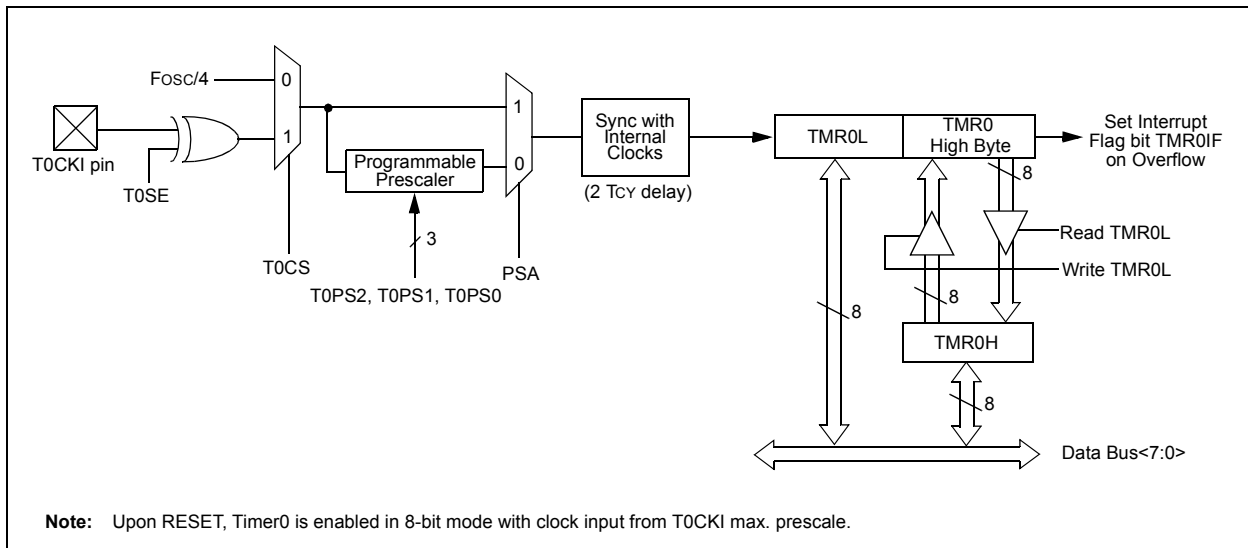 FOSC/4
0
1
T0CKI pin
T0SE
T0CS
Programmable
Prescaler
3
T0PS2, T0PS1, T0PS0
1
0
PSA
Sync with
Internal
Clocks
(2 TCY delay)
TMR0L
TMR0
High Byte
Set Interrupt
Flag bit TMR0IF
on Overflow
8
Read TMR0L
Write TMR0L
8
8
TMR0H
8
Data Bus<7:0>
Note: Upon RESET, Timer0 is enabled in 8-bit mode with clock input from T0CKI max. prescale.